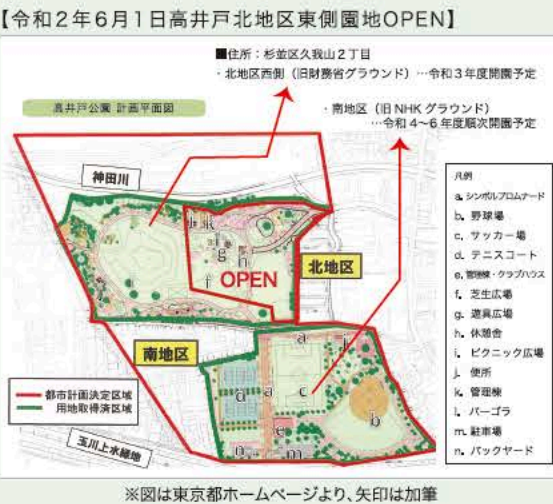 【令和2年6月1日高井戸北地区東側園地OPEN】
■住所：杉並区久我山2丁目
・北地区西側（旧財務省グラウンド）…令和3年度開園予定
高井戸公園 計画平面図
・南地区（旧NHKグラウンド）
…令和4～6年度順次開園予定
神田川
凡例
a. シンボルプロムナード
b. 野球場
c. サッカー場
d. テニスコート
e. 管理棟・クラブハウス
f. 芝生広場
g. 遊具広場
h. 休憩舎
i. ピクニック広場
j. 便所
k. 管理棟
l. パーゴラ
m. 駐車場
n. バックヤード
k
i
g
h
f
OPEN
北地区
南地区
a
j
d
a
c
b
e
n
m
都市計画決定区域
用地取得済区域
玉川上水緑地
※図は東京都ホームページより、矢印は加筆